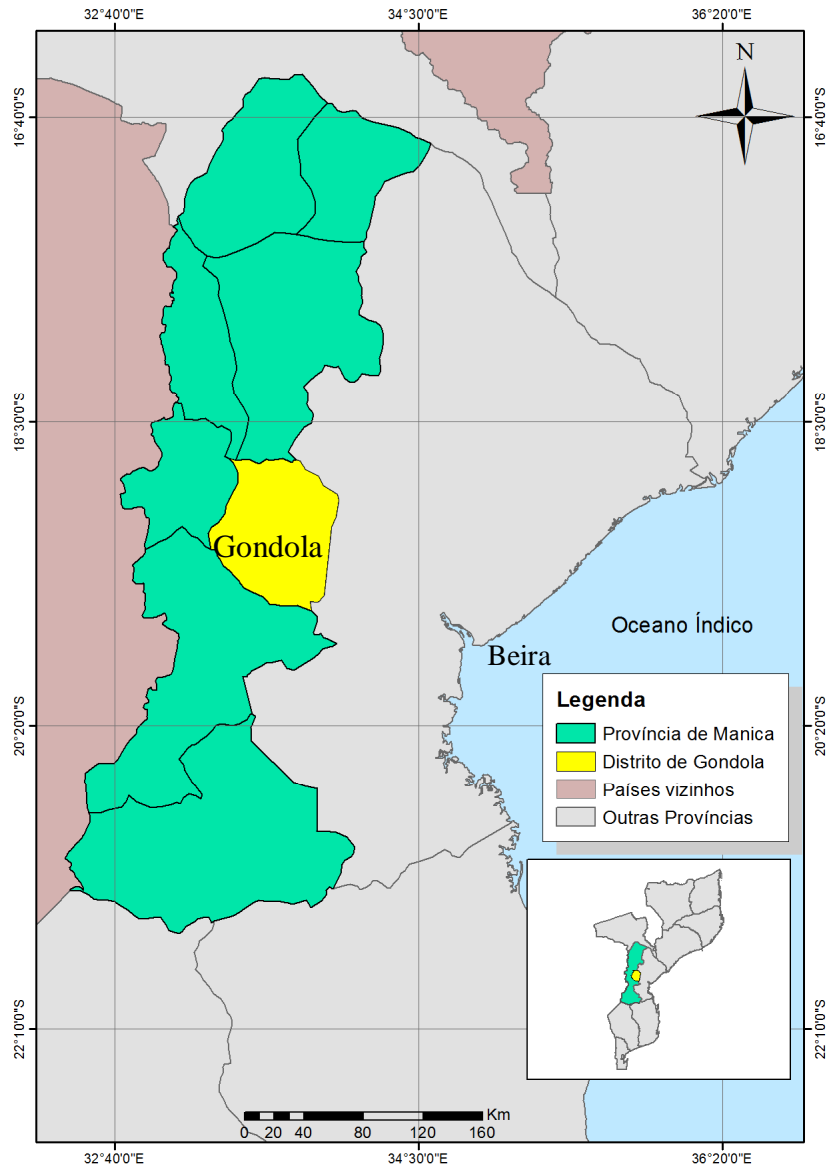 32°40'0"E
34°30'0"E
36°20'0"E
N
16°40'0"S
16°40'0"S
18°30'0"S
18°30'0"S
Gondola
Oceano Índico
Beira
Legenda
Província de Manica
Distrito de Gondola
Países vizinhos
Outras Províncias
20°20'0"S
20°20'0"S
22°10'0"S
22°10'0"S
Km
0 20 40 80 120 160
32°40'0"E
34°30'0"E
36°20'0"E